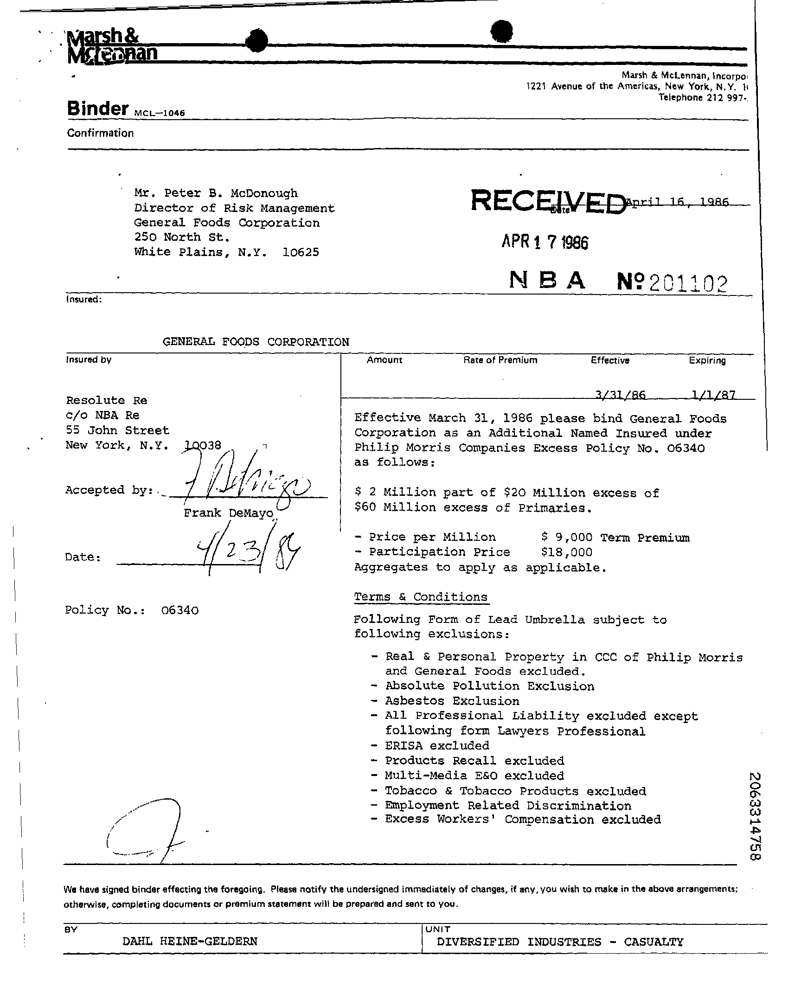 Marsh &
McLennan
Marsh & McLennan, Incorpo
1221 Avenue of the Americas, New York, N.Y. 1
Telephone 212 997-
Binder MCL—1046
Confirmation
Mr. Peter B. McDonough
Director of Risk Management
General Foods Corporation
250 North St.
White Plains, N.Y. 10625
RECEIVED
Date April 16, 1986
APR 17 1986
NBA Nº 201102
Insured:
GENERAL FOODS CORPORATION
Insured by
Resolute Re
c/o NBA Re
55 John Street
New York, N.Y. 10038
Accepted by:
Frank DeMayo
Date: 4/23/86
Policy No.: 06340
Amount Rate of Premium Effective Expiring
3/31/86 1/1/87
Effective March 31, 1986 please bind General Foods
Corporation as an Additional Named Insured under
Philip Morris Companies Excess Policy No. 06340
as follows:
$ 2 Million part of $20 Million excess of
$60 Million excess of Primaries.
- Price per Million $ 9,000 Term Premium
- Participation Price $18,000
Aggregates to apply as applicable.
Terms & Conditions
Following Form of Lead Umbrella subject to
following exclusions:
- Real & Personal Property in CCC of Philip Morris
and General Foods excluded.
- Absolute Pollution Exclusion
- Asbestos Exclusion
- All Professional Liability excluded except
following form Lawyers Professional
- ERISA excluded
- Products Recall excluded
- Multi-Media E&O excluded
- Tobacco & Tobacco Products excluded
- Employment Related Discrimination
- Excess Workers' Compensation excluded
2063314758
We have signed binder effecting the foregoing. Please notify the undersigned immediately of changes, if any, you wish to make in the above arrangements;
otherwise, completing documents or premium statement will be prepared and sent to you.
BY
DAHL HEINE-GELDERN
UNIT
DIVERSIFIED INDUSTRIES - CASUALTY